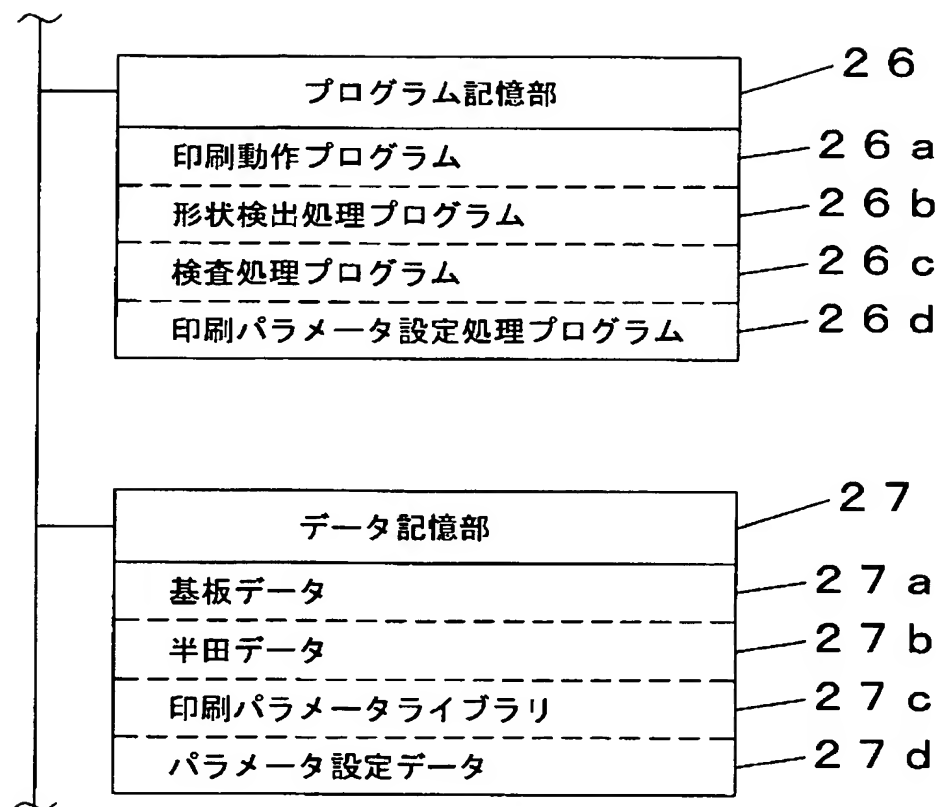 プログラム記憶部 26
印刷動作プログラム 26a
形状検出処理プログラム 26b
検査処理プログラム 26c
印刷パラメータ設定処理プログラム 26d
データ記憶部 27
基板データ 27a
半田データ 27b
印刷パラメータライブラリ 27c
パラメータ設定データ 27d